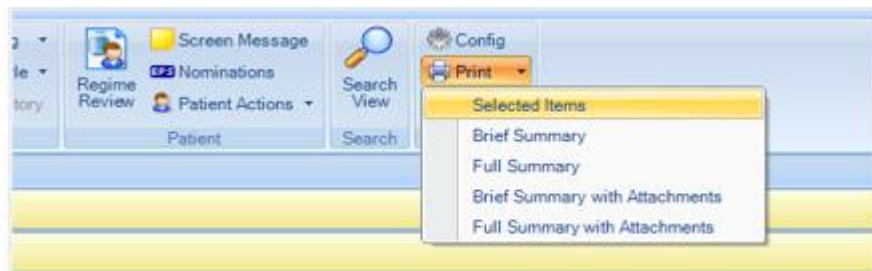 Screen Message
Config
EPS Nominations
Print
Regime
Review
Search
View
Patient Actions
Patient
Search
Selected Items
Brief Summary
Full Summary
Brief Summary with Attachments
Full Summary with Attachments